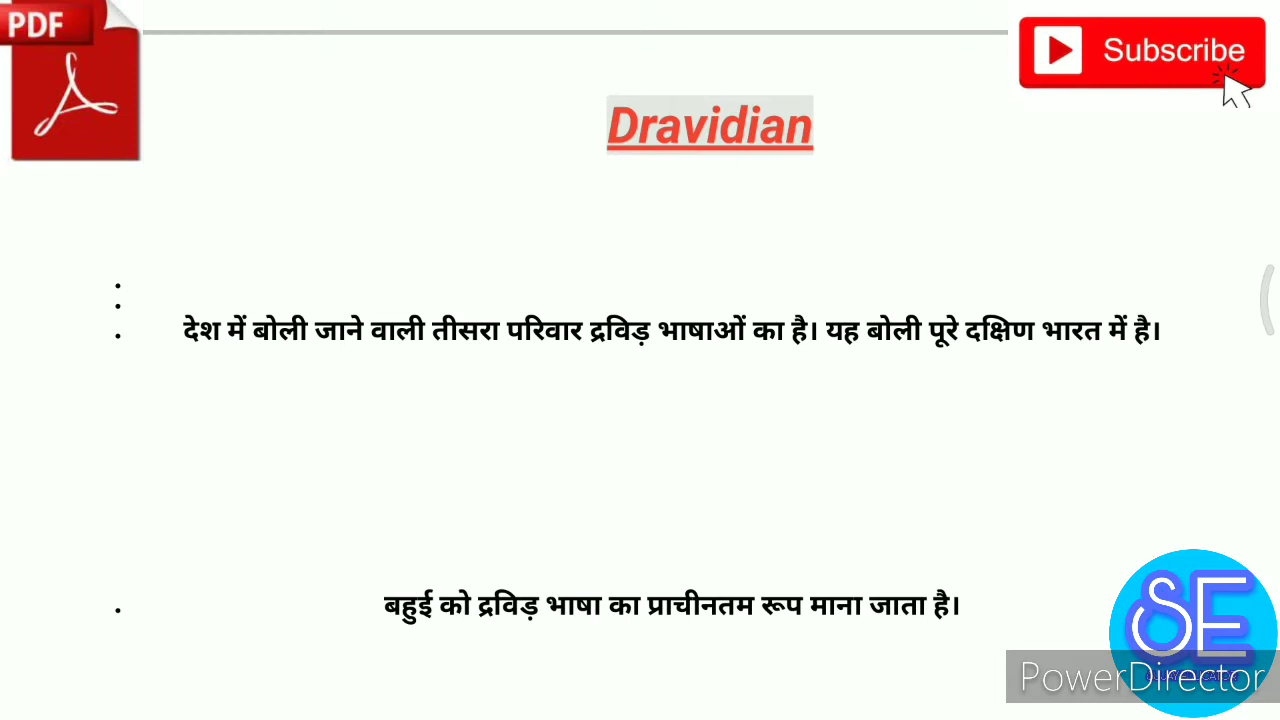 PDF
Subscribe
Dravidian
देश में बोली जाने वाली तीसरा परिवार द्रविड़ भाषाओं का है। यह बोली पूरे दक्षिण भारत में है।
बहुई को द्रविड़ भाषा का प्राचीनतम रूप माना जाता है।
SE
PowerDirector